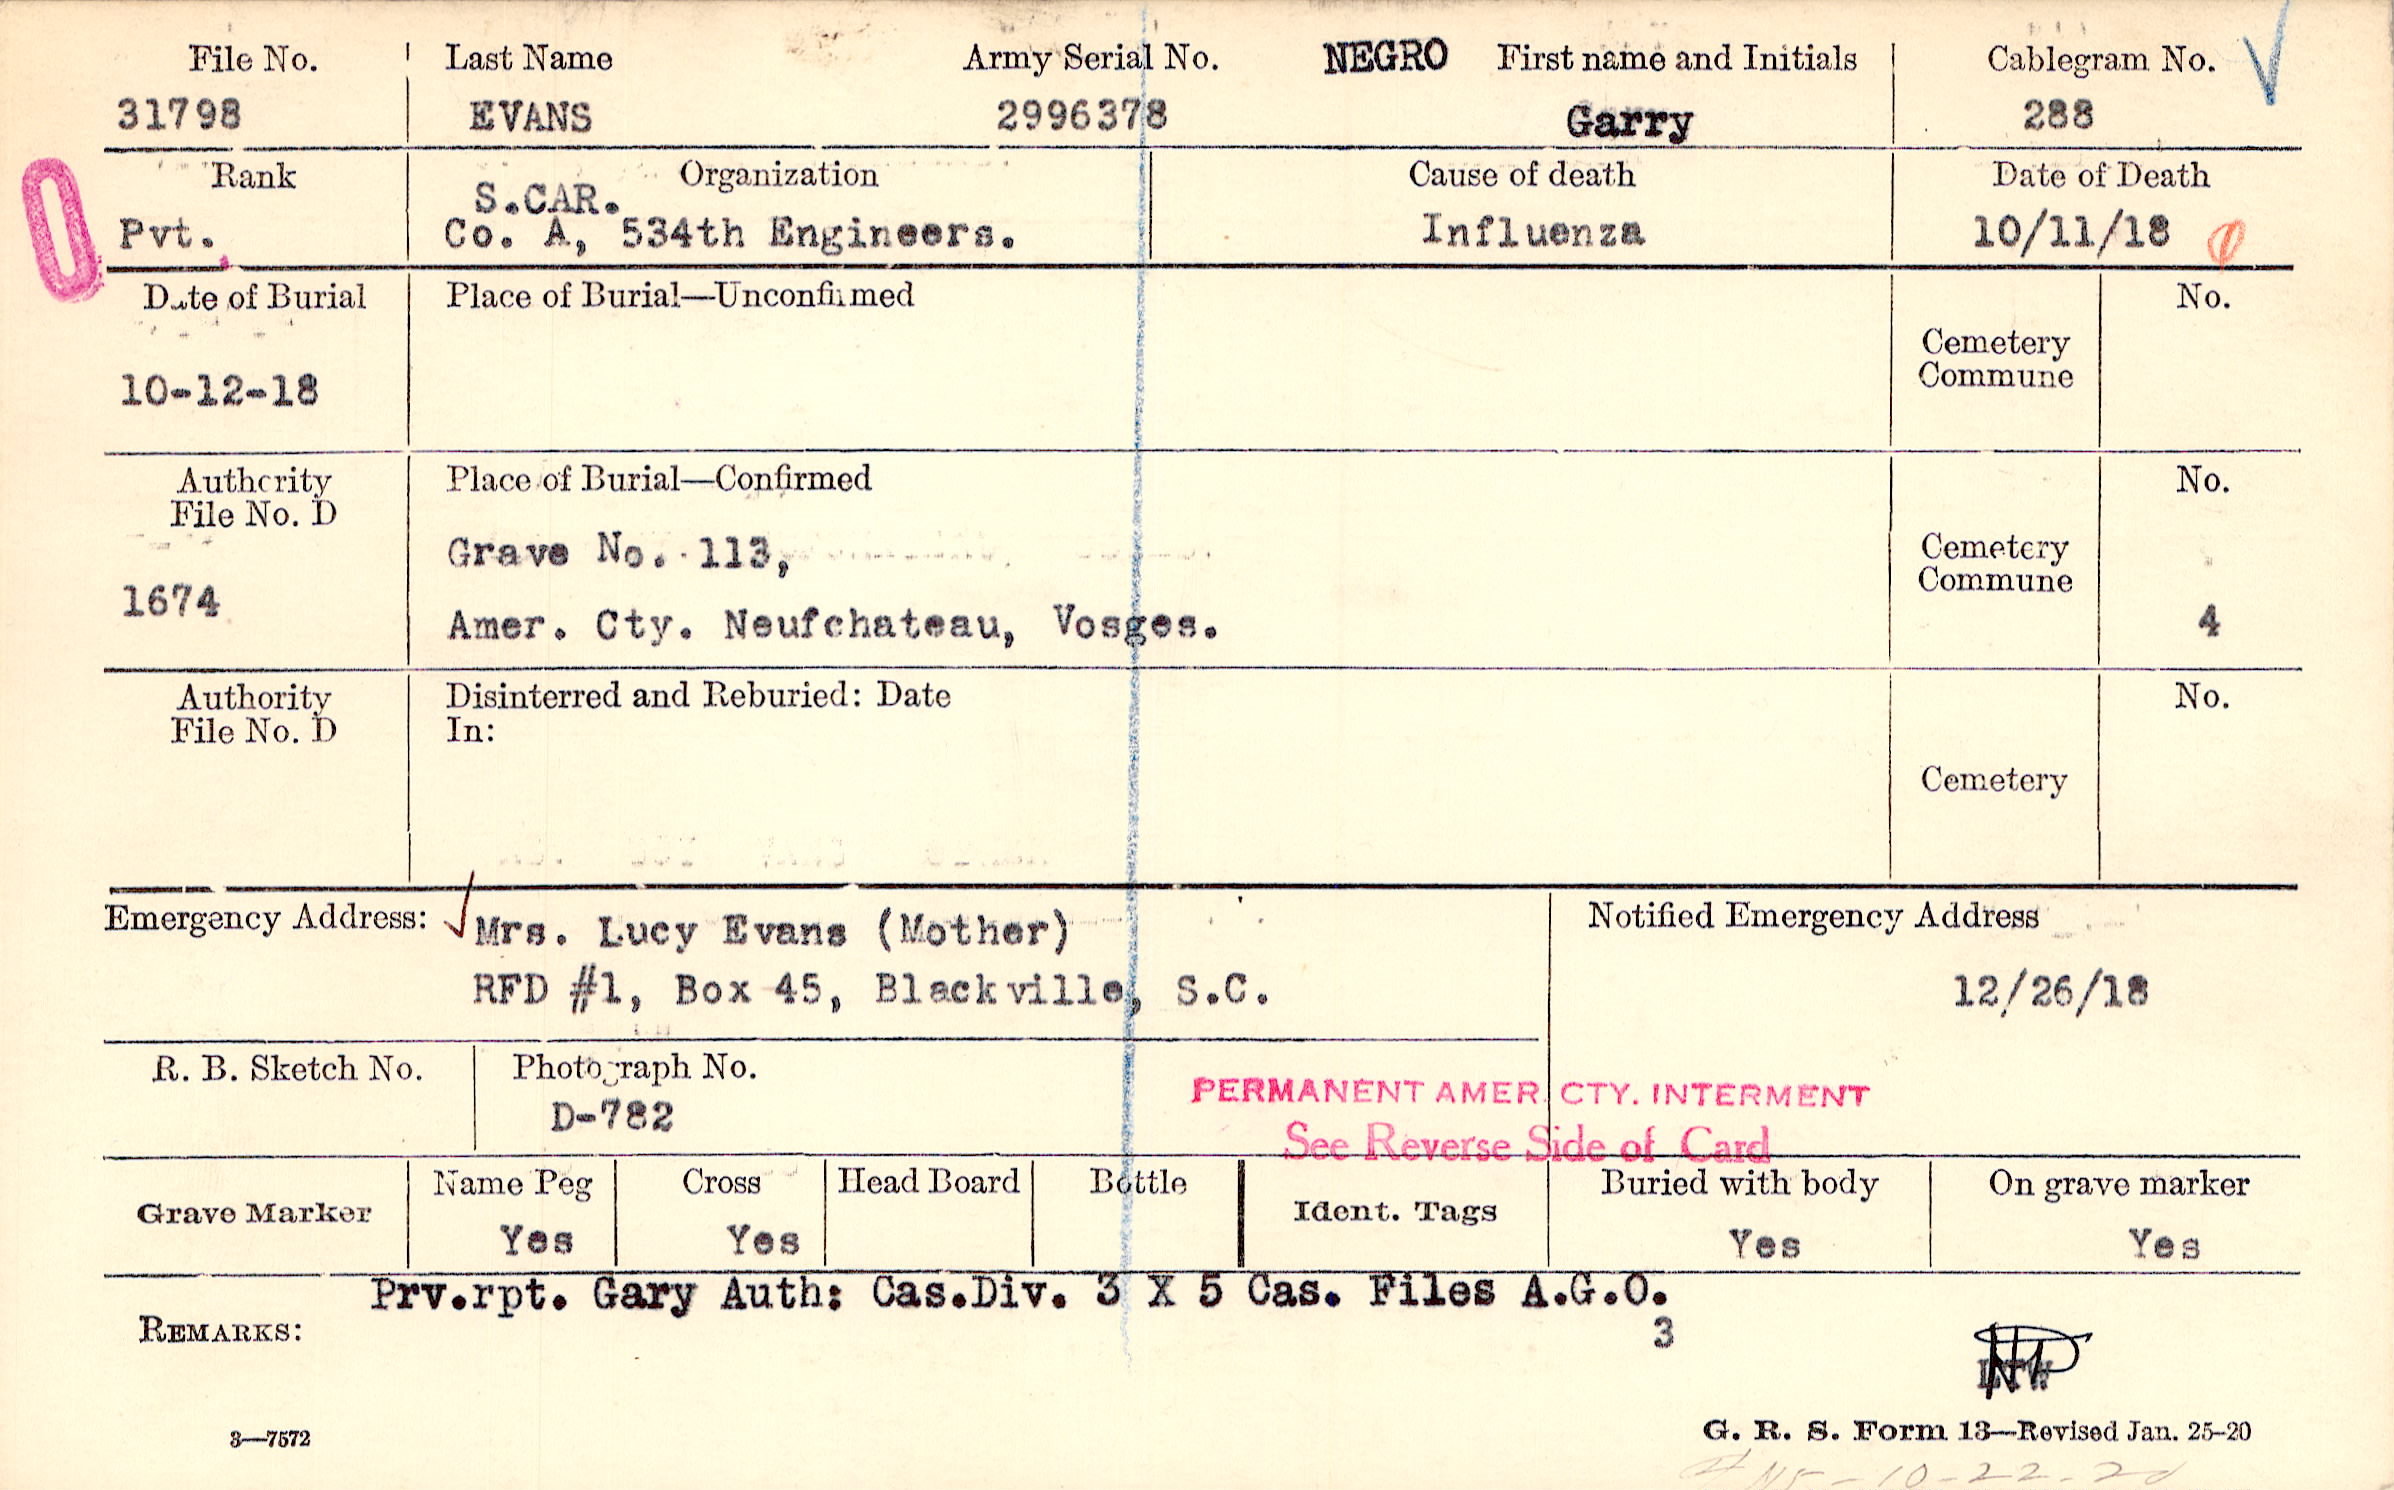 File No. Last Name Army Serial No. NEGRO First name and Initials Cablegram No.
31798 EVANS 2996378 Garry 288
Rank Organization Cause of death Date of Death
S.CAR.
Pvt. Co. A, 534th Engineers. Influenza 10/11/18
Date of Burial Place of Burial—Unconfirmed No.
Cemetery
Commune
10-12-18
Authority Place of Burial—Confirmed No.
File No. D
Grave No. 113, Cemetery
Commune
1674
Amer. Cty. Neufchateau, Vosges. 4
Authority Disinterred and Reburied: Date No.
File No. D In:
Cemetery
Emergency Address: Mrs. Lucy Evans (Mother) Notified Emergency Address
RFD #1, Box 45, Blackville, S.C. 12/26/18
R. B. Sketch No. Photograph No.
D-782
PERMANENT AMER. CTY. INTERMENT
See Reverse Side of Card
Grave Marker Name Peg Cross Head Board Bottle Ident. Tags Buried with body On grave marker
Yes Yes Yes Yes
Prv.rpt. Gary Auth: Cas.Div. 3 X 5 Cas. Files A.G.O.
REMARKS: 3
3—7572 G. R. S. Form 13—Revised Jan. 25-20